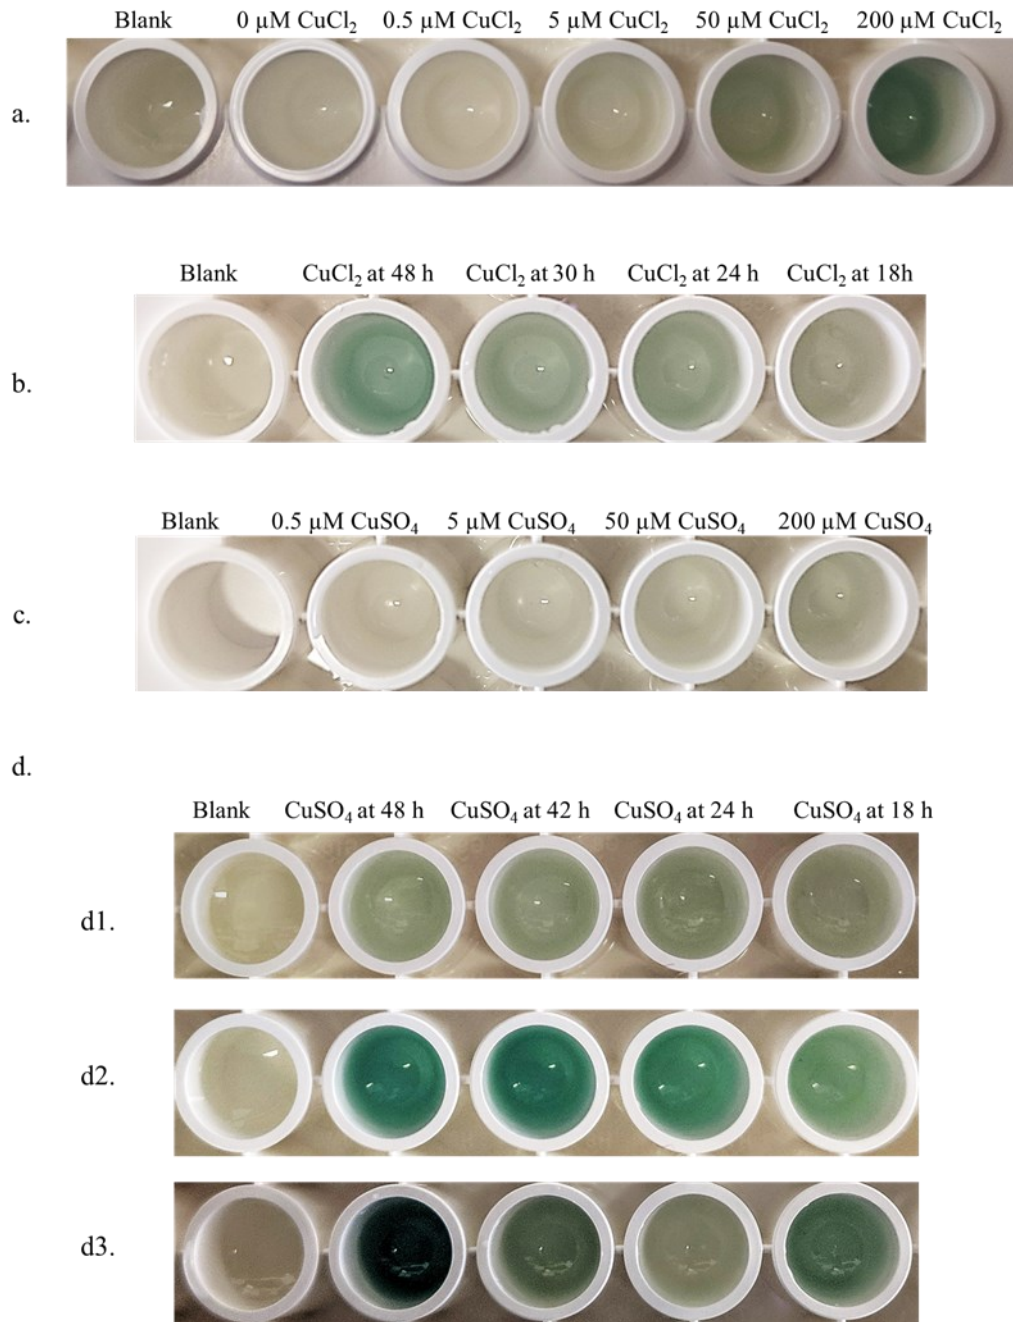 Blank 0 µM CuCl₂ 0.5 µM CuCl₂ 5 µM CuCl₂ 50 µM CuCl₂ 200 µM CuCl₂
a.
Blank CuCl₂ at 48 h CuCl₂ at 30 h CuCl₂ at 24 h CuCl₂ at 18h
b.
Blank 0.5 µM CuSO₄ 5 µM CuSO₄ 50 µM CuSO₄ 200 µM CuSO₄
c.
d.
Blank CuSO₄ at 48 h CuSO₄ at 42 h CuSO₄ at 24 h CuSO₄ at 18 h
d1.
d2.
d3.